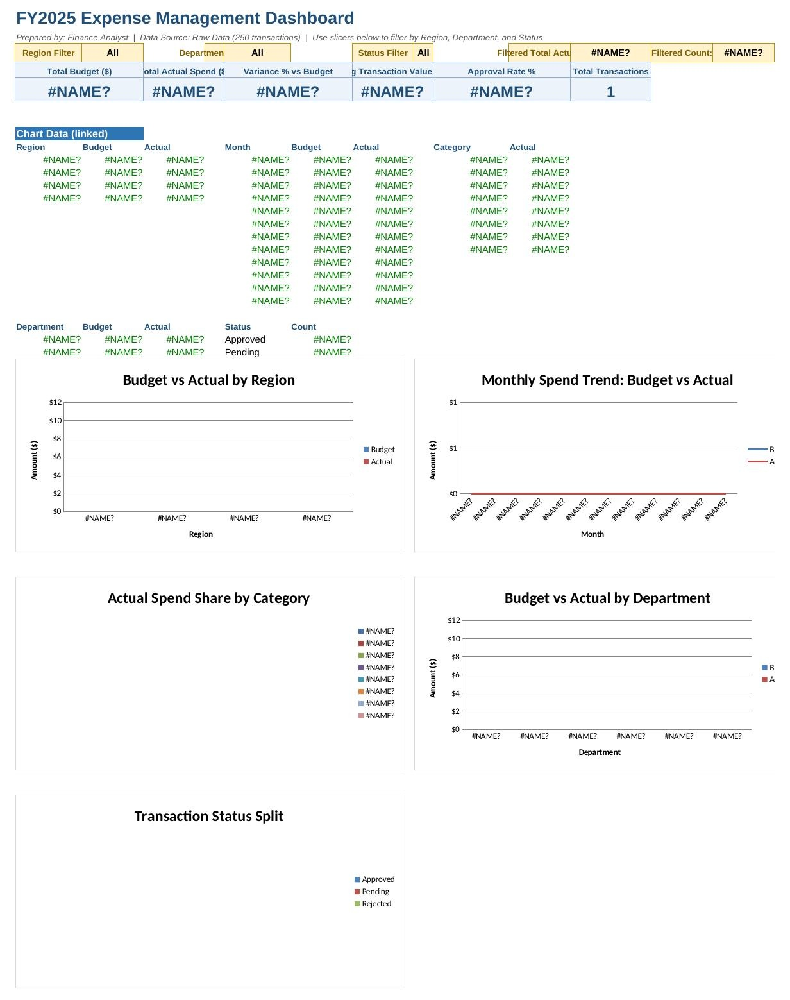 FY2025 Expense Management Dashboard
Prepared by: Finance Analyst | Data Source: Raw Data (250 transactions) | Use slicers below to filter by Region, Department, and Status
Region Filter All Departmen All Status Filter All Filtered Total Actu #NAME? Filtered Count: #NAME?
Total Budget ($) otal Actual Spend ($ Variance % vs Budget g Transaction Value Approval Rate % Total Transactions
#NAME? #NAME? #NAME? #NAME? #NAME? 1
Chart Data (linked)
Region Budget Actual Month Budget Actual Category Actual
#NAME? #NAME? #NAME? #NAME? #NAME? #NAME? #NAME? #NAME?
#NAME? #NAME? #NAME? #NAME? #NAME? #NAME? #NAME? #NAME?
#NAME? #NAME? #NAME? #NAME? #NAME? #NAME? #NAME? #NAME?
#NAME? #NAME? #NAME? #NAME? #NAME? #NAME? #NAME? #NAME?
#NAME? #NAME? #NAME? #NAME? #NAME?
#NAME? #NAME? #NAME? #NAME? #NAME?
#NAME? #NAME? #NAME? #NAME? #NAME?
#NAME? #NAME? #NAME? #NAME? #NAME?
#NAME? #NAME? #NAME?
#NAME? #NAME? #NAME?
#NAME? #NAME? #NAME?
#NAME? #NAME? #NAME?
Department Budget Actual Status Count
#NAME? #NAME? #NAME? Approved #NAME?
#NAME? #NAME? #NAME? Pending #NAME?
Budget vs Actual by Region
$12
$10
$8
$6
$4
$2
$0
Amount ($)
#NAME? #NAME? #NAME? #NAME?
Region
Budget
Actual
Monthly Spend Trend: Budget vs Actual
$1
$1
$0
Amount ($)
#NAME? #NAME? #NAME? #NAME? #NAME? #NAME? #NAME? #NAME? #NAME? #NAME? #NAME? #NAME?
Month
B
A
Actual Spend Share by Category
#NAME?
#NAME?
#NAME?
#NAME?
#NAME?
#NAME?
#NAME?
#NAME?
Budget vs Actual by Department
$12
$10
$8
$6
$4
$2
$0
Amount ($)
#NAME? #NAME? #NAME? #NAME? #NAME? #NAME?
Department
B
A
Transaction Status Split
Approved
Pending
Rejected